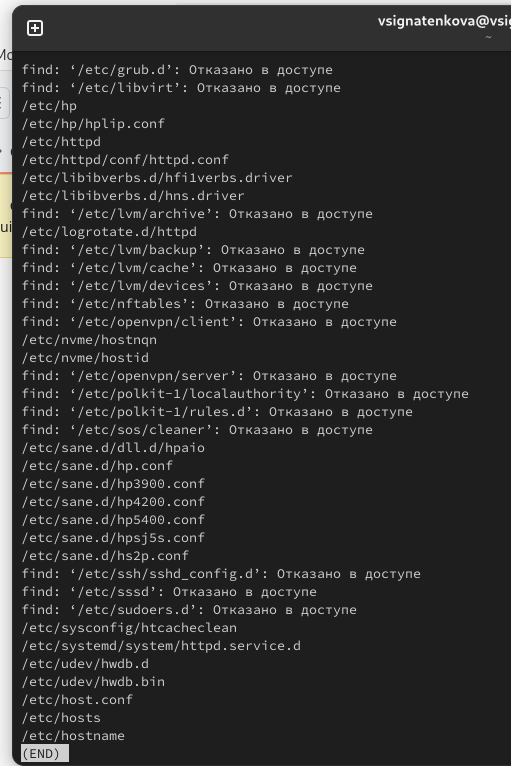 vsignatenkova@vsig
~
find: ‘/etc/grub.d’: Отказано в доступе
find: ‘/etc/libvirt’: Отказано в доступе
/etc/hp
/etc/hp/hplip.conf
/etc/httpd
/etc/httpd/conf/httpd.conf
/etc/libibverbs.d/hfi1verbs.driver
/etc/libibverbs.d/hns.driver
find: ‘/etc/lvm/archive’: Отказано в доступе
/etc/logrotate.d/httpd
find: ‘/etc/lvm/backup’: Отказано в доступе
find: ‘/etc/lvm/cache’: Отказано в доступе
find: ‘/etc/lvm/devices’: Отказано в доступе
find: ‘/etc/nftables’: Отказано в доступе
find: ‘/etc/openvpn/client’: Отказано в доступе
/etc/nvme/hostnqn
/etc/nvme/hostid
find: ‘/etc/openvpn/server’: Отказано в доступе
find: ‘/etc/polkit-1/localauthority’: Отказано в доступе
find: ‘/etc/polkit-1/rules.d’: Отказано в доступе
find: ‘/etc/sos/cleaner’: Отказано в доступе
/etc/sane.d/dll.d/hpaio
/etc/sane.d/hp.conf
/etc/sane.d/hp3900.conf
/etc/sane.d/hp4200.conf
/etc/sane.d/hp5400.conf
/etc/sane.d/hpsj5s.conf
/etc/sane.d/hs2p.conf
find: ‘/etc/ssh/sshd_config.d’: Отказано в доступе
find: ‘/etc/sssd’: Отказано в доступе
find: ‘/etc/sudoers.d’: Отказано в доступе
/etc/sysconfig/htcacheclean
/etc/systemd/system/httpd.service.d
/etc/udev/hwdb.d
/etc/udev/hwdb.bin
/etc/host.conf
/etc/hosts
/etc/hostname
(END)